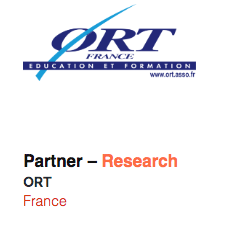 ORT
FRANCE
EDUCATION ET FORMATION
www.ort.asso.fr
Partner – Research
ORT
France